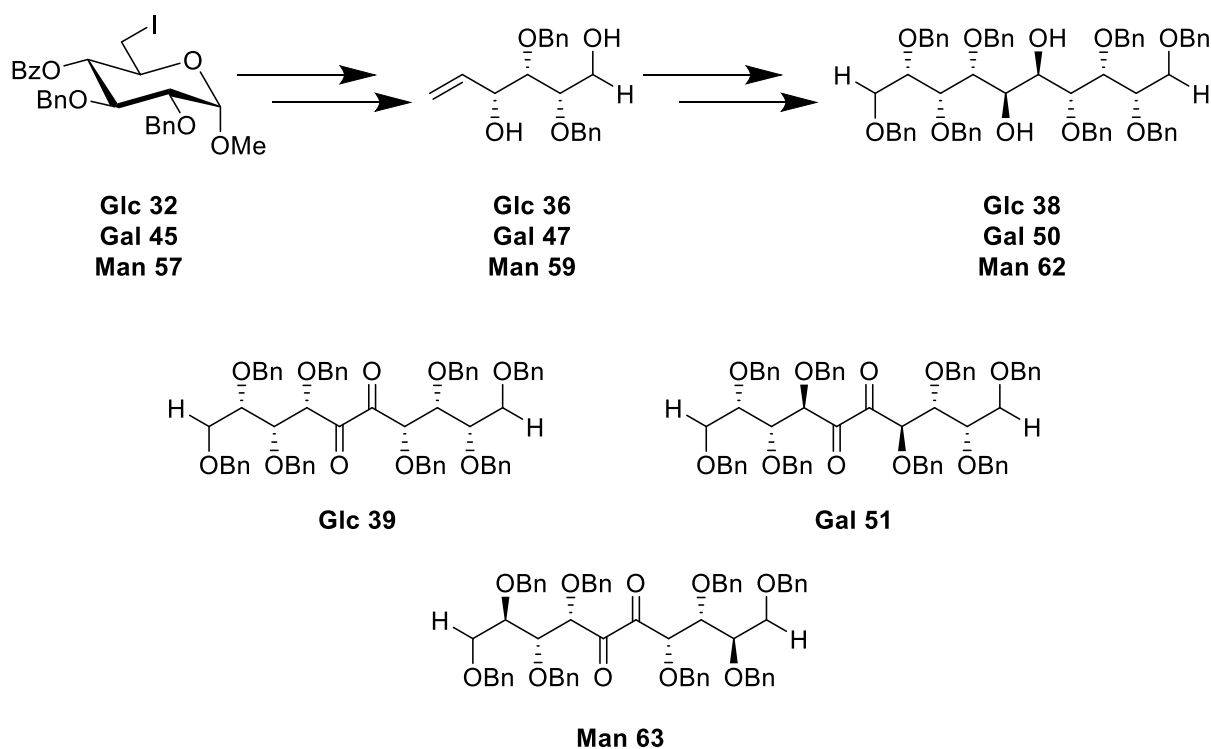 I
O
BzO
BnO
BnO
OMe
OBn OH
H
OH
OBn
OBn OBn OH OBn OBn
H
H
OBn OBn OH OBn OBn
Glc 32
Gal 45
Man 57
Glc 36
Gal 47
Man 59
Glc 38
Gal 50
Man 62
OBn OBn O OBn OBn
H
H
OBn OBn O OBn OBn
Glc 39
OBn OBn O OBn OBn
H
H
OBn OBn O OBn OBn
Gal 51
OBn OBn O OBn OBn
H
H
OBn OBn O OBn OBn
Man 63